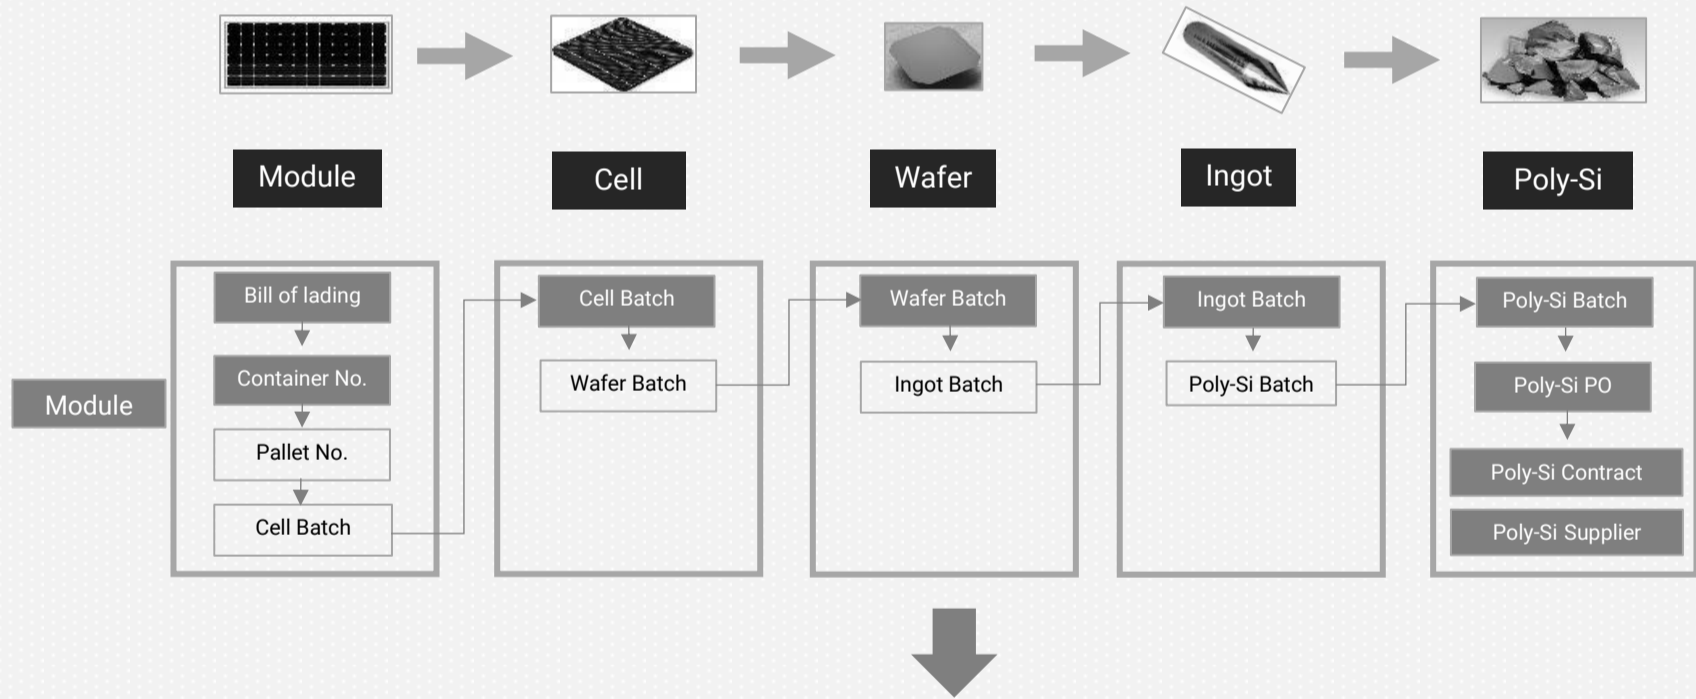 Module
Cell
Wafer
Ingot
Poly-Si
Module
Bill of lading
Container No.
Pallet No.
Cell Batch
Cell Batch
Wafer Batch
Wafer Batch
Ingot Batch
Ingot Batch
Poly-Si Batch
Poly-Si Batch
Poly-Si PO
Poly-Si Contract
Poly-Si Supplier